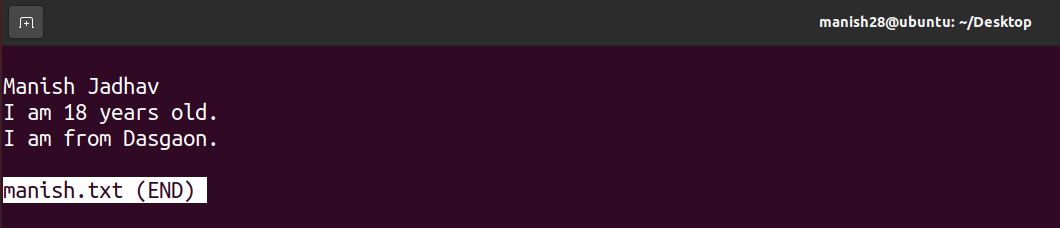 manish28@ubuntu: ~/Desktop
Manish Jadhav
I am 18 years old.
I am from Dasgaon.
manish.txt (END)